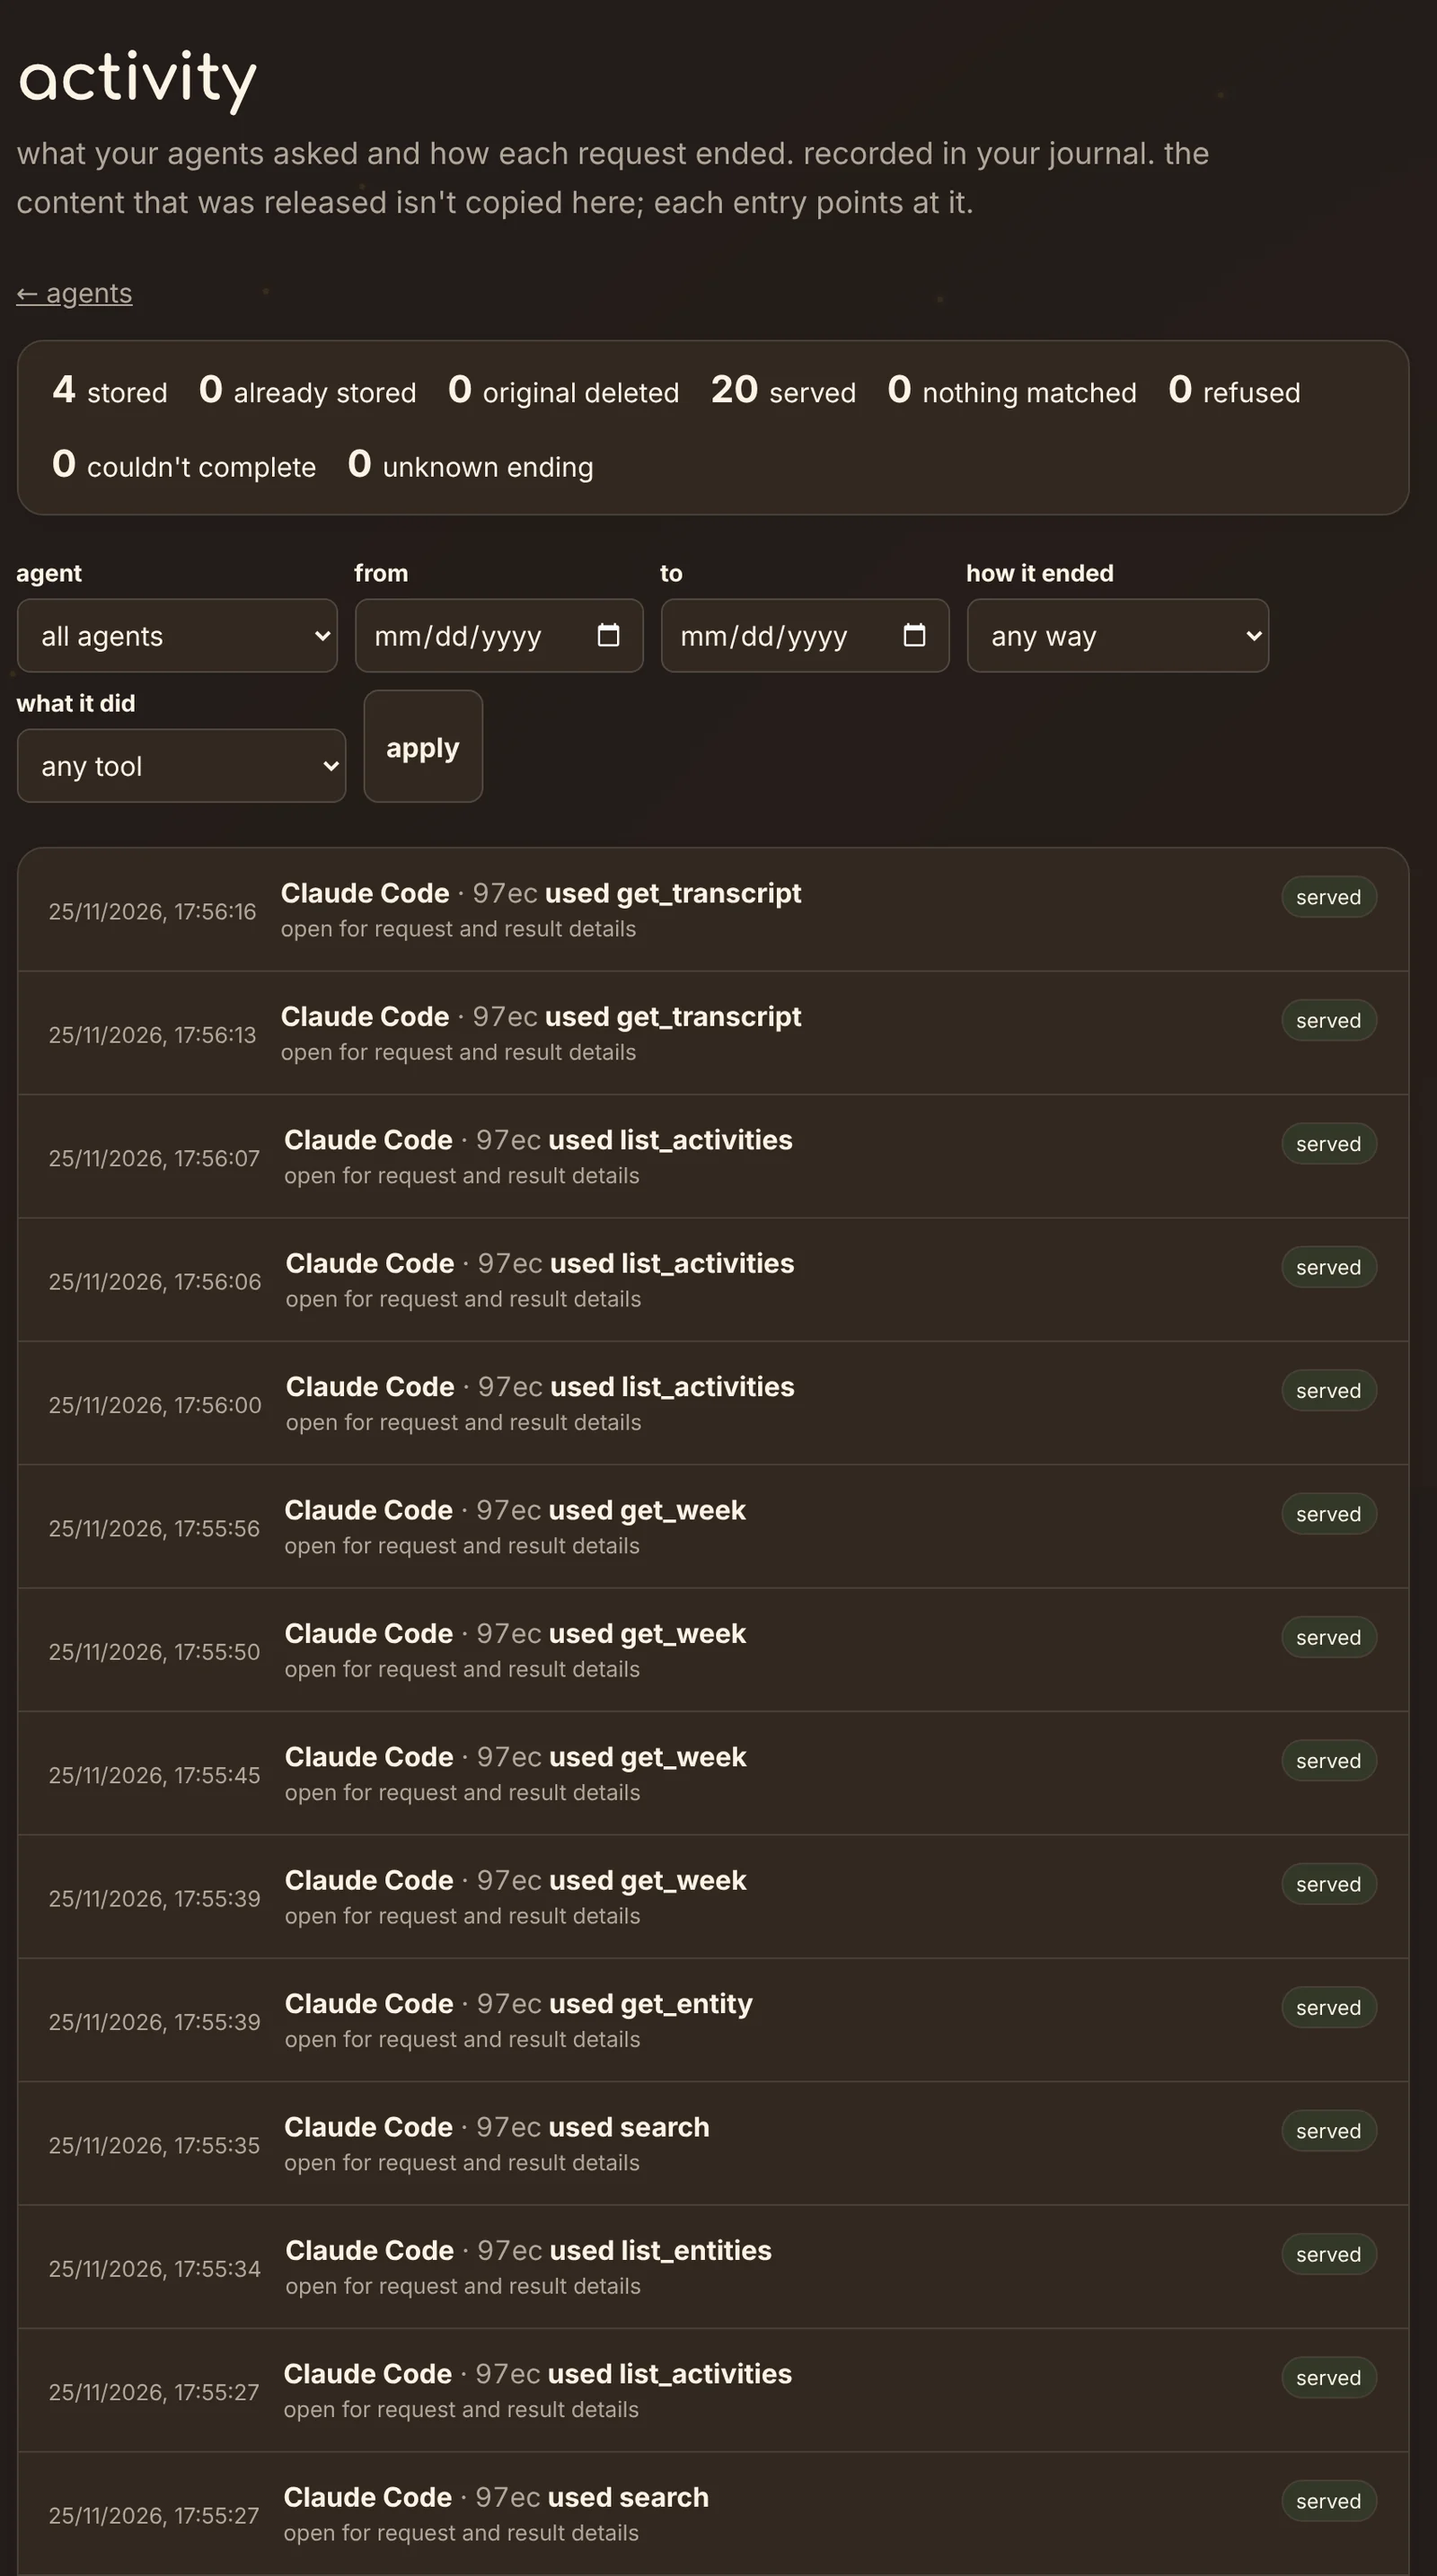 activity
what your agents asked and how each request ended. recorded in your journal. the
content that was released isn't copied here; each entry points at it.
← agents
4 stored 0 already stored 0 original deleted 20 served 0 nothing matched 0 refused
0 couldn't complete 0 unknown ending
agent from to how it ended
all agents mm/dd/yyyy mm/dd/yyyy any way
what it did
any tool apply
25/11/2026, 17:56:16 Claude Code · 97ec used get_transcript served
open for request and result details
25/11/2026, 17:56:13 Claude Code · 97ec used get_transcript served
open for request and result details
25/11/2026, 17:56:07 Claude Code · 97ec used list_activities served
open for request and result details
25/11/2026, 17:56:06 Claude Code · 97ec used list_activities served
open for request and result details
25/11/2026, 17:56:00 Claude Code · 97ec used list_activities served
open for request and result details
25/11/2026, 17:55:56 Claude Code · 97ec used get_week served
open for request and result details
25/11/2026, 17:55:50 Claude Code · 97ec used get_week served
open for request and result details
25/11/2026, 17:55:45 Claude Code · 97ec used get_week served
open for request and result details
25/11/2026, 17:55:39 Claude Code · 97ec used get_week served
open for request and result details
25/11/2026, 17:55:39 Claude Code · 97ec used get_entity served
open for request and result details
25/11/2026, 17:55:35 Claude Code · 97ec used search served
open for request and result details
25/11/2026, 17:55:34 Claude Code · 97ec used list_entities served
open for request and result details
25/11/2026, 17:55:27 Claude Code · 97ec used list_activities served
open for request and result details
25/11/2026, 17:55:27 Claude Code · 97ec used search served
open for request and result details